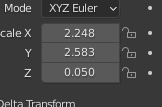 Mode XYZ Euler
cale X 2.248
Y 2.583
Z 0.050
Delta Transform